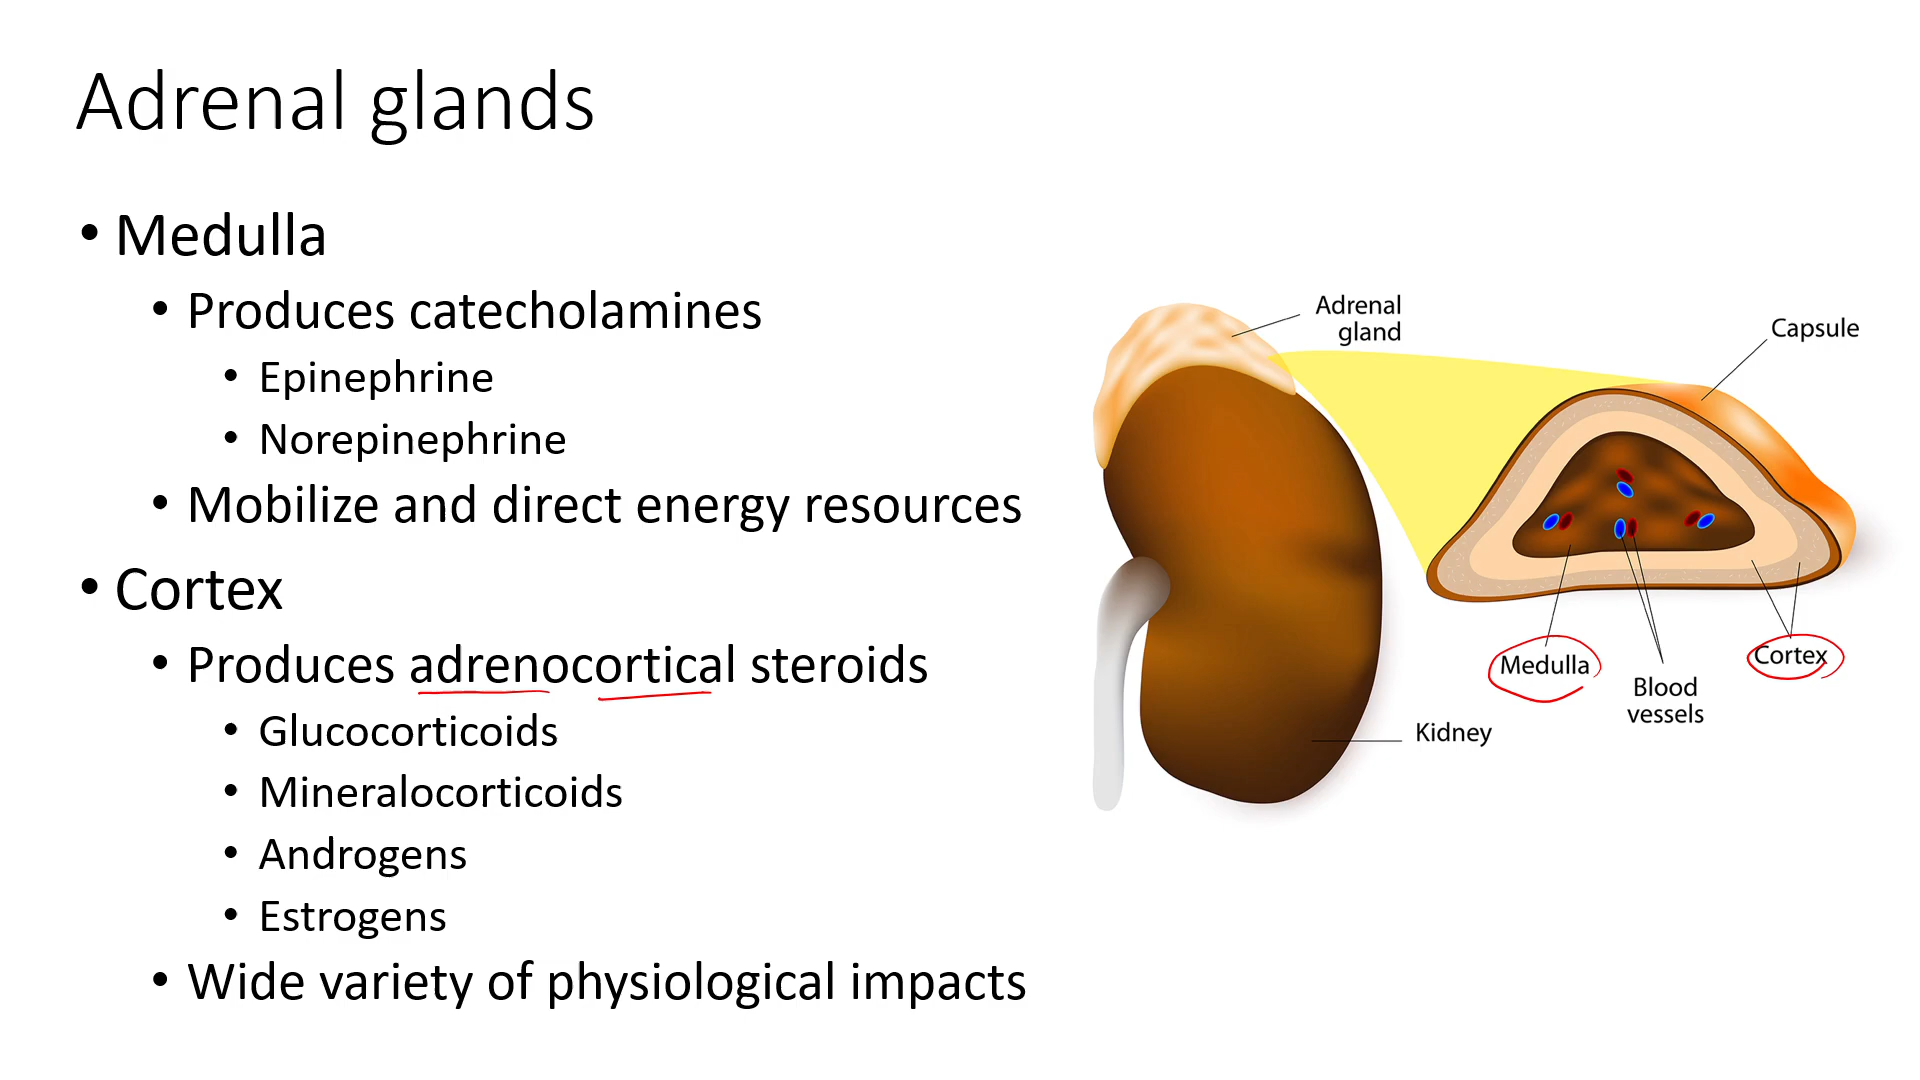 Adrenal glands
• Medulla
• Produces catecholamines
• Epinephrine
• Norepinephrine
• Mobilize and direct energy resources
• Cortex
• Produces adrenocortical steroids
• Glucocorticoids
• Mineralocorticoids
• Androgens
• Estrogens
• Wide variety of physiological impacts
Adrenal
gland
Capsule
Medulla
Cortex
Blood
vessels
Kidney